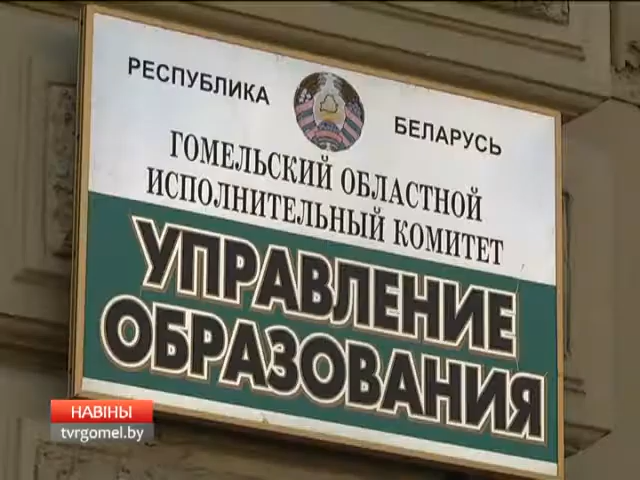 РЕСПУБЛИКА БЕЛАРУСЬ
ГОМЕЛЬСКИЙ ОБЛАСТНОЙ
ИСПОЛНИТЕЛЬНЫЙ КОМИТЕТ
УПРАВЛЕНИЕ
ОБРАЗОВАНИЯ
НАВІНЫ
tvrgomel.by